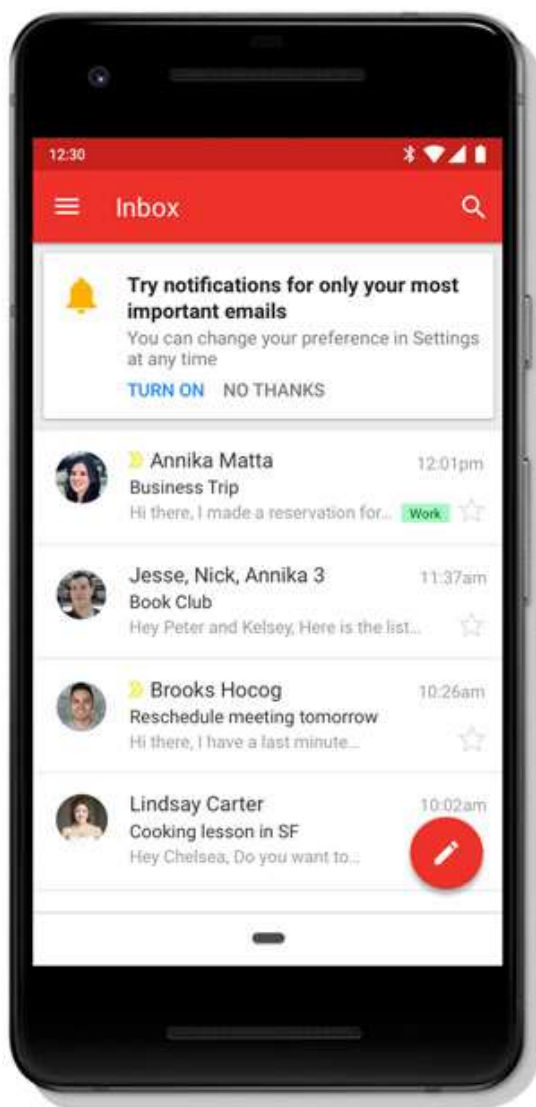 12:30
Inbox
Try notifications for only your most
important emails
You can change your preference in Settings
at any time
TURN ON NO THANKS
Annika Matta 12:01pm
Business Trip
Hi there, I made a reservation for... Work
Jesse, Nick, Annika 3 11:37am
Book Club
Hey Peter and Kelsey, Here is the list...
Brooks Hocog 10:26am
Reschedule meeting tomorrow
Hi there, I have a last minute...
Lindsay Carter 10:02am
Cooking lesson in SF
Hey Chelsea, Do you want to...